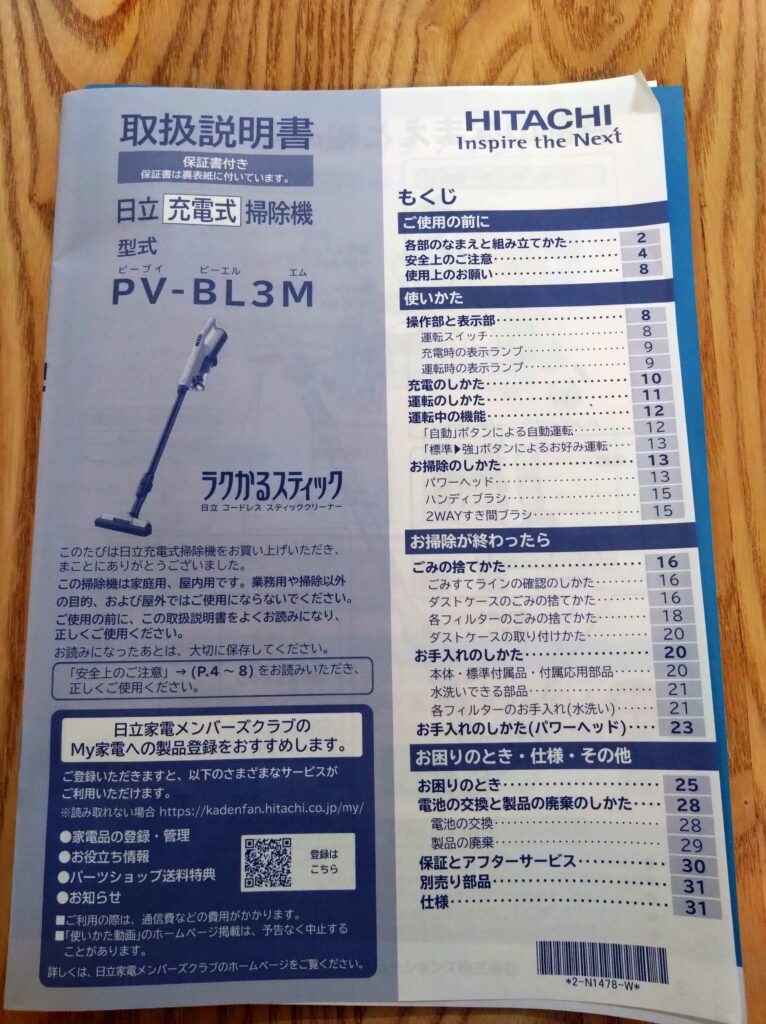 取扱説明書
保証書付き
保証書は裏表紙に付いています。
日立 充電式 掃除機
型式
ピーブイ ビーエル エム
PV-BL3M
ラクかるスティック
日立 コードレス スティッククリーナー
このたびは日立充電式掃除機をお買い上げいただき、
まことにありがとうございました。
この掃除機は家庭用、屋内用です。業務用や掃除以外
の目的、および屋外ではご使用にならないでください。
ご使用の前に、この取扱説明書をよくお読みになり、
正しくご使用ください。
お読みになったあとは、大切に保存してください。
「安全上のご注意」→ (P.4 ~ 8) をお読みいただき、
正しくご使用ください。
日立家電メンバーズクラブの
My家電への製品登録をおすすめします。
ご登録いただきますと、以下のさまざまなサービスが
ご利用いただけます。
※読み取れない場合 https://kadenfan.hitachi.co.jp/my/
●家電品の登録・管理
●お役立ち情報
●パーツショップ送料特典
●お知らせ
登録は
こちら
■ご利用の際は、通信費などの費用がかかります。
■「使いかた動画」のホームページ掲載は、予告なく中止する
ことがあります。
詳しくは、日立家電メンバーズクラブのホームページをご覧ください。
HITACHI
Inspire the Next
もくじ
ご使用の前に
各部のなまえと組み立てかた‥‥‥‥ 2
安全上のご注意‥‥‥‥‥‥‥‥ 4
使用上のお願い‥‥‥‥‥‥‥‥ 8
使いかた
操作部と表示部‥‥‥‥‥‥‥‥ 8
運転スイッチ‥‥‥‥‥‥‥‥ 8
充電時の表示ランプ‥‥‥‥‥‥ 9
運転時の表示ランプ‥‥‥‥‥‥ 9
充電のしかた‥‥‥‥‥‥‥‥ 10
運転のしかた‥‥‥‥‥‥‥‥ 11
運転中の機能‥‥‥‥‥‥‥‥ 12
「自動」ボタンによる自動運転‥‥‥‥ 12
「標準▶強」ボタンによるお好み運転‥‥ 13
お掃除のしかた‥‥‥‥‥‥‥‥ 13
パワーヘッド‥‥‥‥‥‥‥‥ 13
ハンディブラシ‥‥‥‥‥‥‥‥ 15
2WAYすき間ブラシ‥‥‥‥‥‥ 15
お掃除が終わったら
ごみの捨てかた‥‥‥‥‥‥‥‥ 16
ごみすてラインの確認のしかた‥‥‥‥ 16
ダストケースのごみの捨てかた‥‥‥‥ 16
各フィルターのごみの捨てかた‥‥‥‥ 18
ダストケースの取り付けかた‥‥‥‥ 20
お手入れのしかた‥‥‥‥‥‥‥‥ 20
本体・標準付属品・付属応用部品‥‥‥ 20
水洗いできる部品‥‥‥‥‥‥‥‥ 21
各フィルターのお手入れ(水洗い)‥‥‥ 21
お手入れのしかた(パワーヘッド)‥‥ 23
お困りのとき・仕様・その他
お困りのとき‥‥‥‥‥‥‥‥ 25
電池の交換と製品の廃棄のしかた‥‥ 28
電池の交換‥‥‥‥‥‥‥‥ 28
製品の廃棄‥‥‥‥‥‥‥‥ 29
保証とアフターサービス‥‥‥‥‥‥ 30
別売り部品‥‥‥‥‥‥‥‥ 31
仕様‥‥‥‥‥‥‥‥ 31
*2-N1478-W*